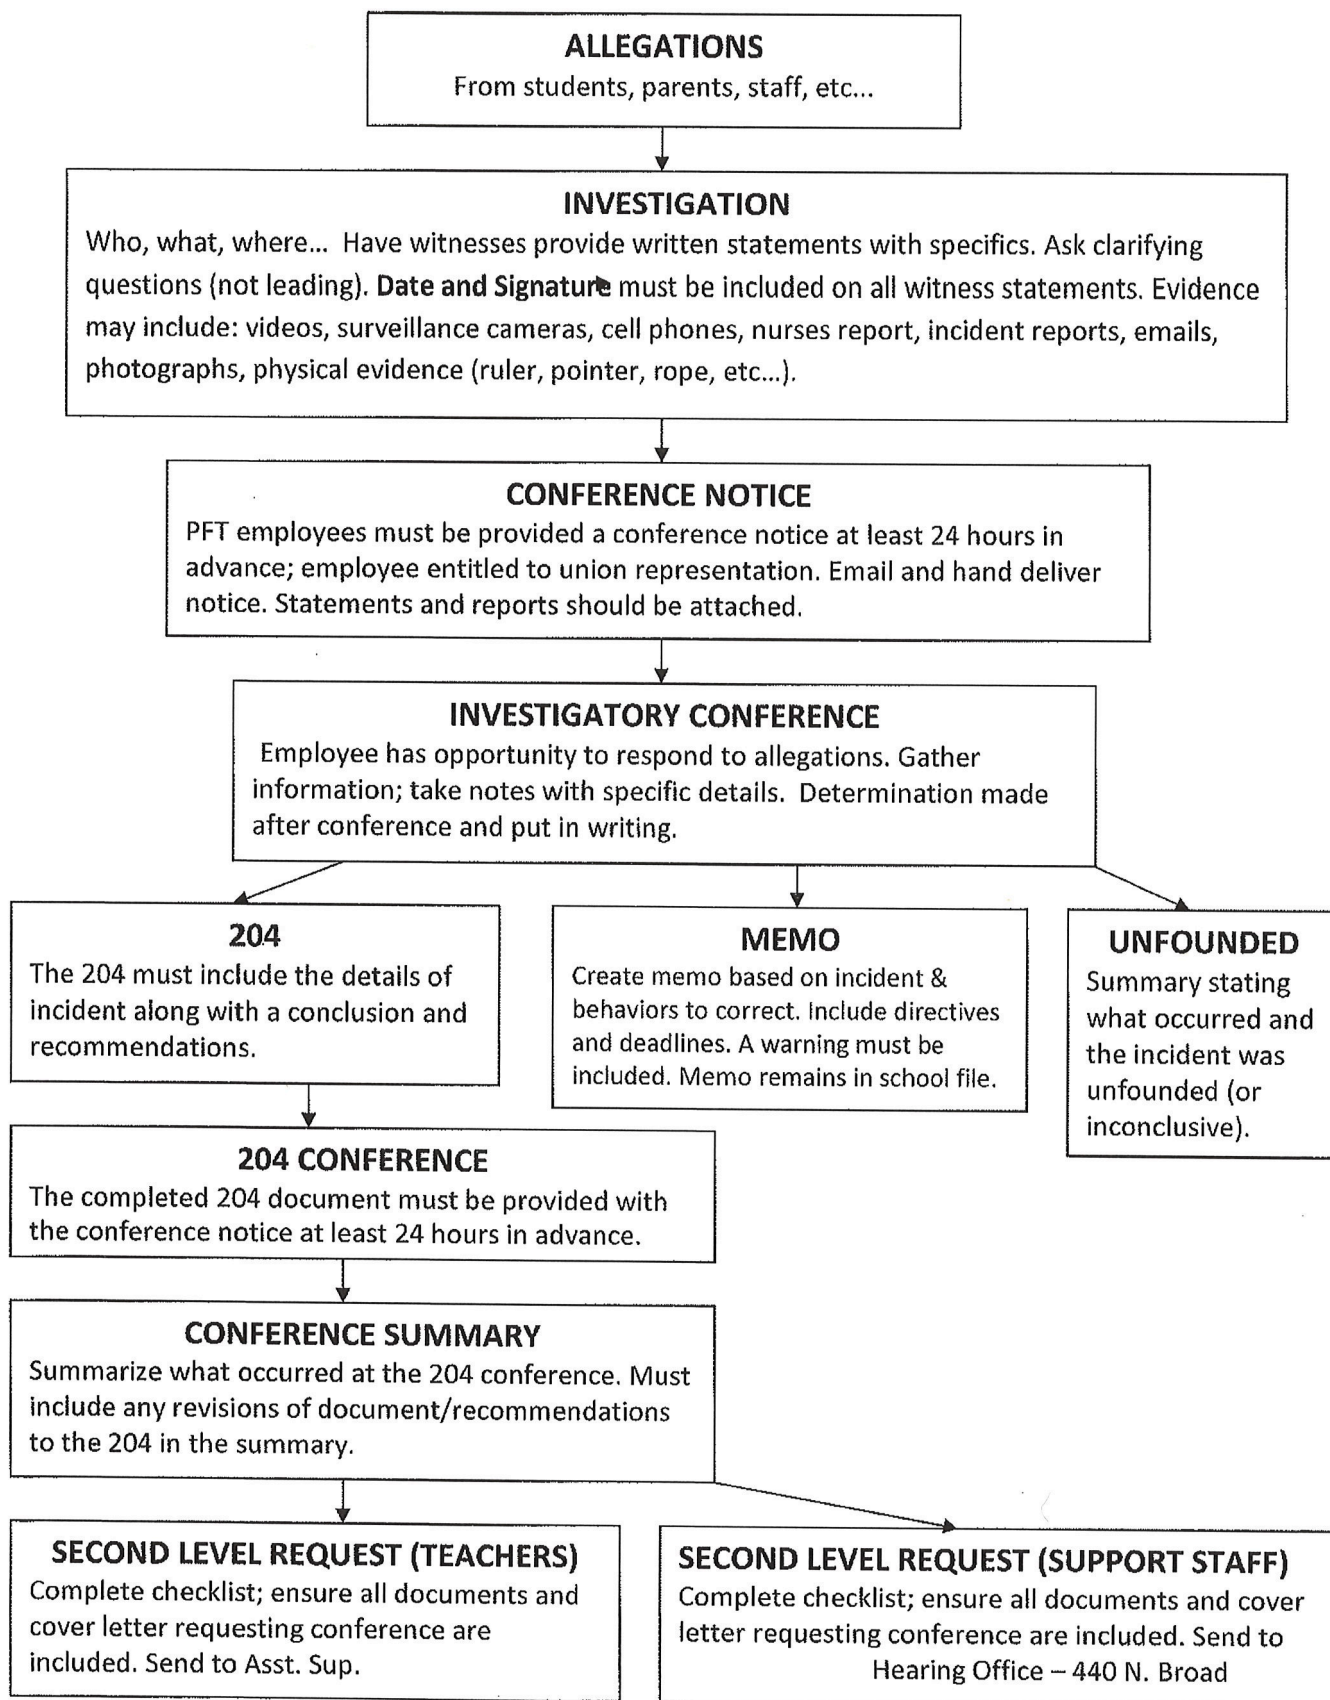 ALLEGATIONS
From students, parents, staff, etc...
INVESTIGATION
Who, what, where... Have witnesses provide written statements with specifics. Ask clarifying
questions (not leading). Date and Signature must be included on all witness statements. Evidence
may include: videos, surveillance cameras, cell phones, nurses report, incident reports, emails,
photographs, physical evidence (ruler, pointer, rope, etc...).
CONFERENCE NOTICE
PFT employees must be provided a conference notice at least 24 hours in
advance; employee entitled to union representation. Email and hand deliver
notice. Statements and reports should be attached.
INVESTIGATORY CONFERENCE
Employee has opportunity to respond to allegations. Gather
information; take notes with specific details. Determination made
after conference and put in writing.
204
The 204 must include the details of
incident along with a conclusion and
recommendations.
MEMO
Create memo based on incident &
behaviors to correct. Include directives
and deadlines. A warning must be
included. Memo remains in school file.
UNFOUNDED
Summary stating
what occurred and
the incident was
unfounded (or
inconclusive).
204 CONFERENCE
The completed 204 document must be provided with
the conference notice at least 24 hours in advance.
CONFERENCE SUMMARY
Summarize what occurred at the 204 conference. Must
include any revisions of document/recommendations
to the 204 in the summary.
SECOND LEVEL REQUEST (TEACHERS)
Complete checklist; ensure all documents and
cover letter requesting conference are
included. Send to Asst. Sup.
SECOND LEVEL REQUEST (SUPPORT STAFF)
Complete checklist; ensure all documents and cover
letter requesting conference are included. Send to
Hearing Office – 440 N. Broad